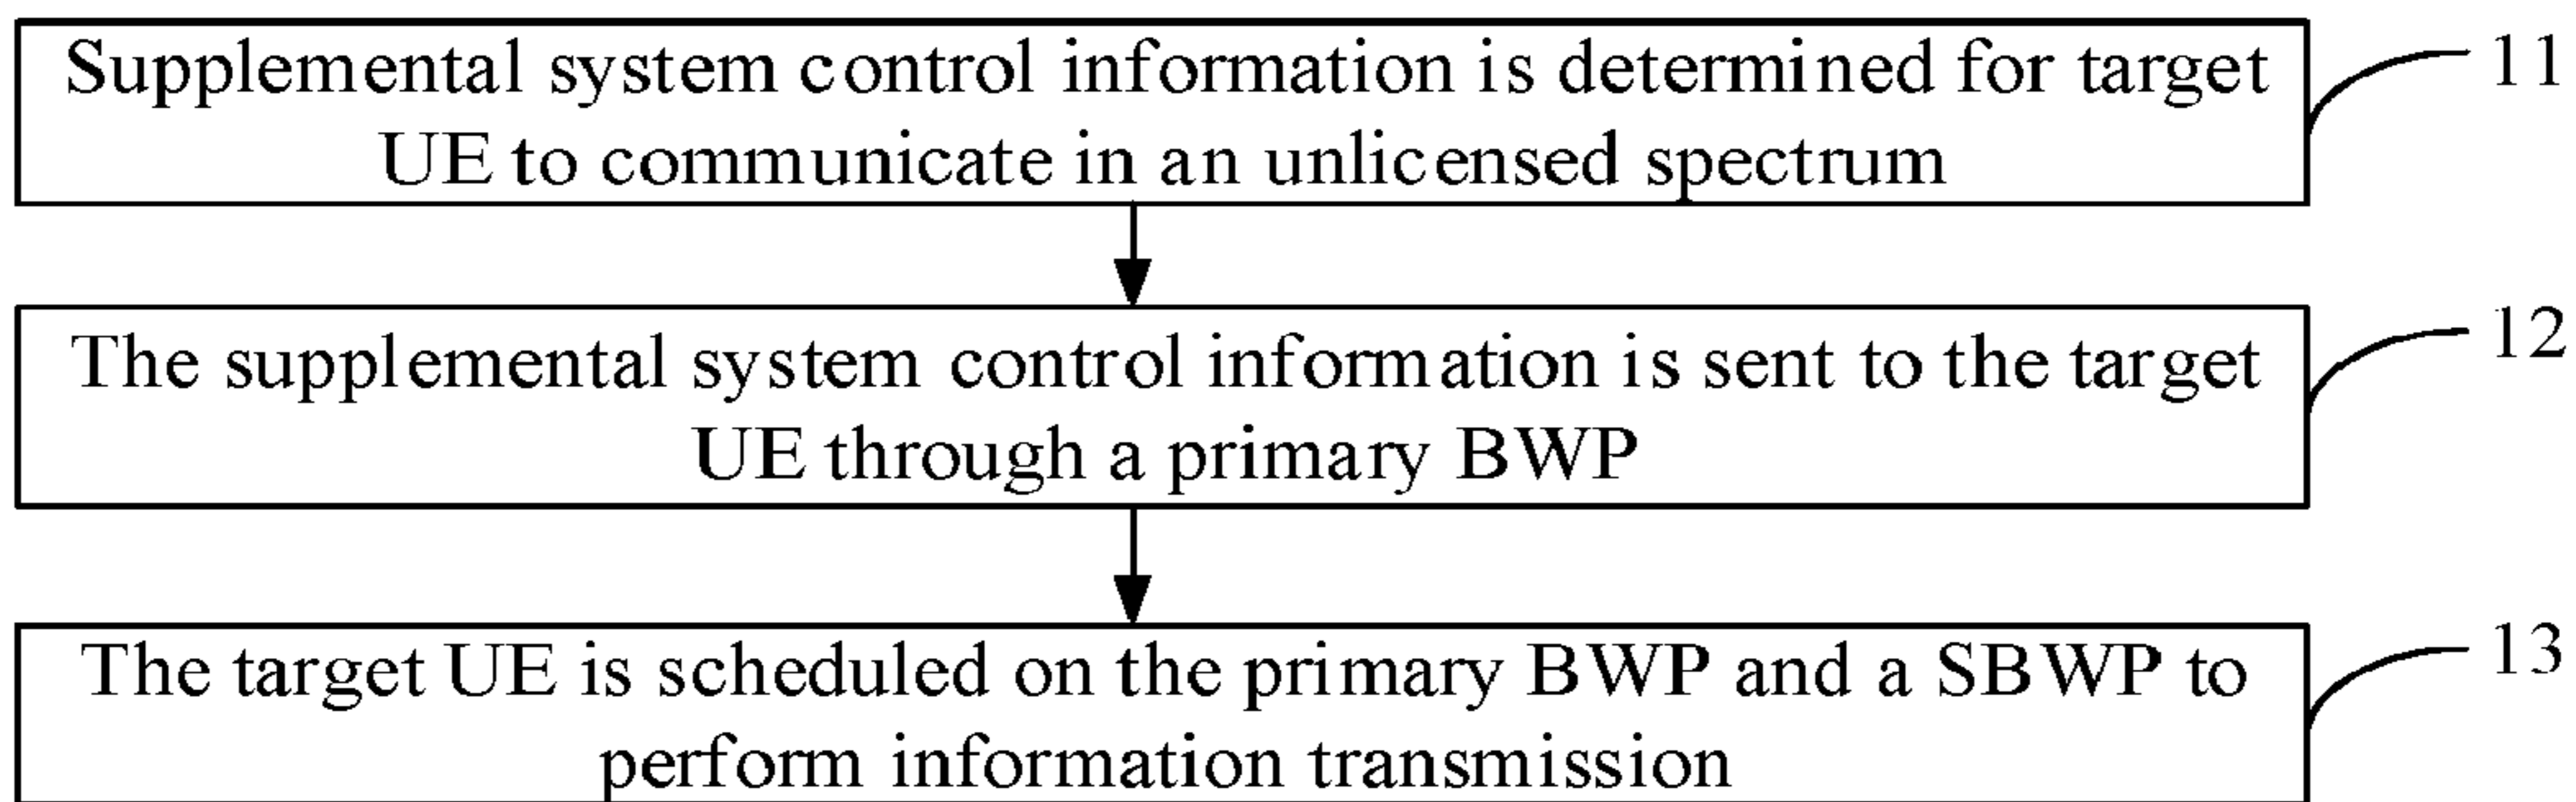 Supplemental system control information is determined for target
UE to communicate in an unlicensed spectrum
11
The supplemental system control information is sent to the target
UE through a primary BWP
12
The target UE is scheduled on the primary BWP and a SBWP to
perform information transmission
13